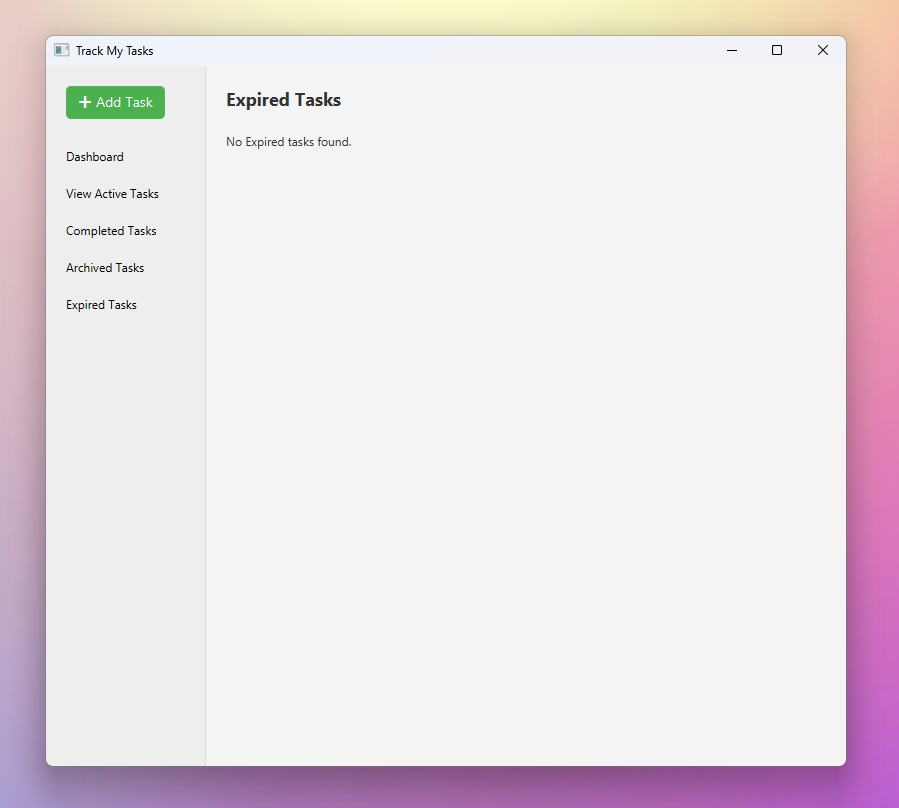 Track My Tasks
+ Add Task
Dashboard
View Active Tasks
Completed Tasks
Archived Tasks
Expired Tasks
Expired Tasks
No Expired tasks found.